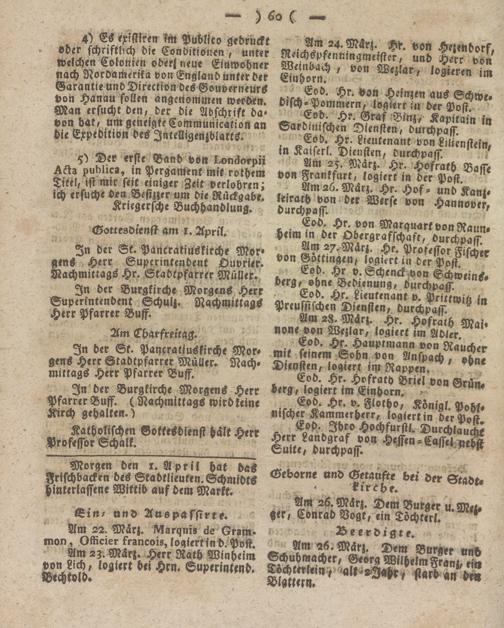 — ) 60 ( —
4) Es existiren im Publico gedruckt
oder schriftlich die Conditionen, unter
welchen Colonien oder neue Einwohner
nach Nordamerika von England unter der
Garantie und Direction des Gouverneurs
von Hanau sollen angenommen werden.
Man ersucht den, der die Abschrift da-
von hat, um geneigte Communication an
die Expedition des Intelligenzblatts.
5) Der erste Band von Londorpii
Acta publica, in Pergament mit rothem
Titel, ist mir seit einiger Zeit verlohren;
ich ersuche den Besitzer um die Rückgabe.
Kriegersche Buchhandlung.
Gottesdienst am 1. April.
In der St. Pancratiuskirche Mor-
gens Herr Superintendent Ouvrier.
Nachmittags Hr. Stadtpfarrer Müller.
In der Burgkirche Morgens Herr
Superintendent Schulz. Nachmittags
Herr Pfarrer Buff.
Am Charfreitag.
In der St. Pancratiuskirche Mor-
gens Herr Stadtpfarrer Müller. Nach-
mittags Herr Pfarrer Buff.
In der Burgkirche Morgens Herr
Pfarrer Buff. (Nachmittags wird keine
Kirch gehalten.)
Katholischen Gottesdienst hält Herr
Professor Schalk.
Morgen den 1. April hat das
Frischbacken des Stadtlieuten. Schmidts
hinterlassene Wittib auf dem Markt.
Ein- und Auspassirte.
Am 22. März. Marquis de Gram-
mon, Officier francois, logiert in d. Post.
Am 23. März. Herr Rath Winheim
von Lich, logiert bei Hrn. Superintend.
Bechtold.
Am 24. März. Hr. von Hezendorf,
Reichspfenningmeister, und Herr von
Weinbach, von Wezlar, logieren im
Einhorn.
Eod. Hr. von Heinzen aus Schwe-
disch-Pommern, logiert in der Post.
Eod. Hr. Graf Binz, Kapitain in
Sardinischen Diensten, durchpass.
Eod. Hr. Lieutenant von Lilienstein,
in Kaiserl. Diensten, durchpass.
Am 25. März. Hr. Hofrath Basse
von Frankfurt, logiert in der Post.
Am 26. März. Hr. Hof- und Kanz-
leirath von der Werse von Hannover,
durchpass.
Eod. Hr. von Marquart von Raun-
heim in der Obergrafschaft, durchpass.
Am 27. März. Hr. Professor Fischer
von Göttingen, logiert in der Post.
Eod. Hr. v. Schenck von Schweins-
berg, ohne Bedienung, durchpass.
Eod. Hr. Lieutenant v. Prittwitz in
Preussischen Diensten, durchpass.
Am 28. März. Hr. Hofrath Mai-
none von Wezlar, logiert im Adler.
Eod. Hr. Hauptmann von Raucher
mit seinem Sohn von Anspach, ohne
Diensten, logiert im Rappen.
Eod. Hr. Hofrath Briel von Grün-
berg, logiert im Einhorn.
Eod. Hr. v. Flotho, Königl. Pohl-
nischer Kammerherr, logiert in der Post.
Eod. Ihro Hochfürstl. Durchlaucht
Herr Landgraf von Hessen-Cassel nebst
Suite, durchpass.
Geborne und Getaufte bei der Stadt-
kirche.
Am 26. März. Dem Burger u. Mez-
ger, Conrad Vogt, ein Töchterl.
Beerdigte.
Am 26. März. Dem Burger und
Schuhmacher, Georg Wilhelm Franz, ein
Töchterlein, alt 2 Jahr, starb an den
Blattern.